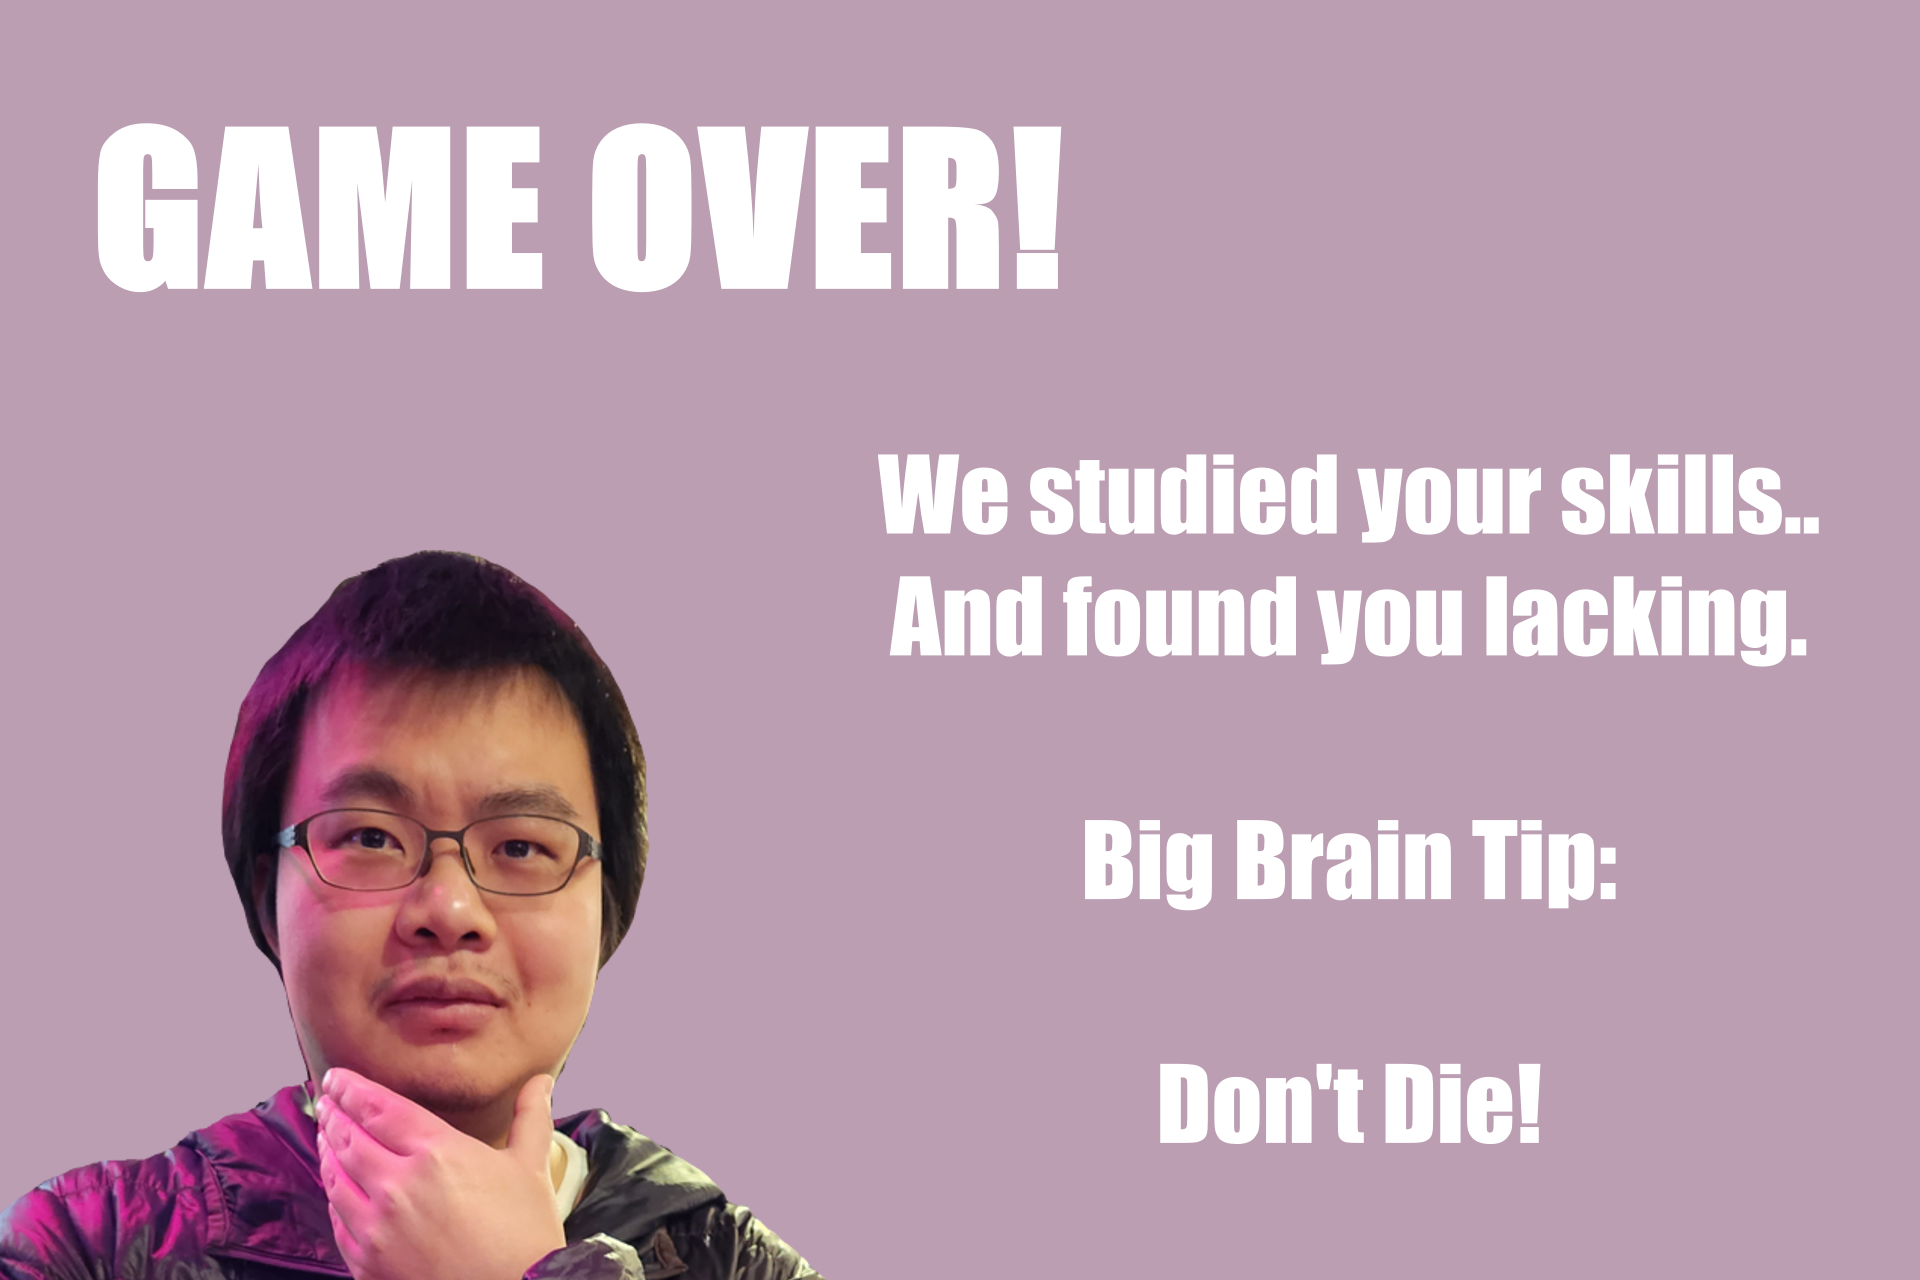 GAME OVER!
We studied your skills..
And found you lacking.
Big Brain Tip:
Don't Die!